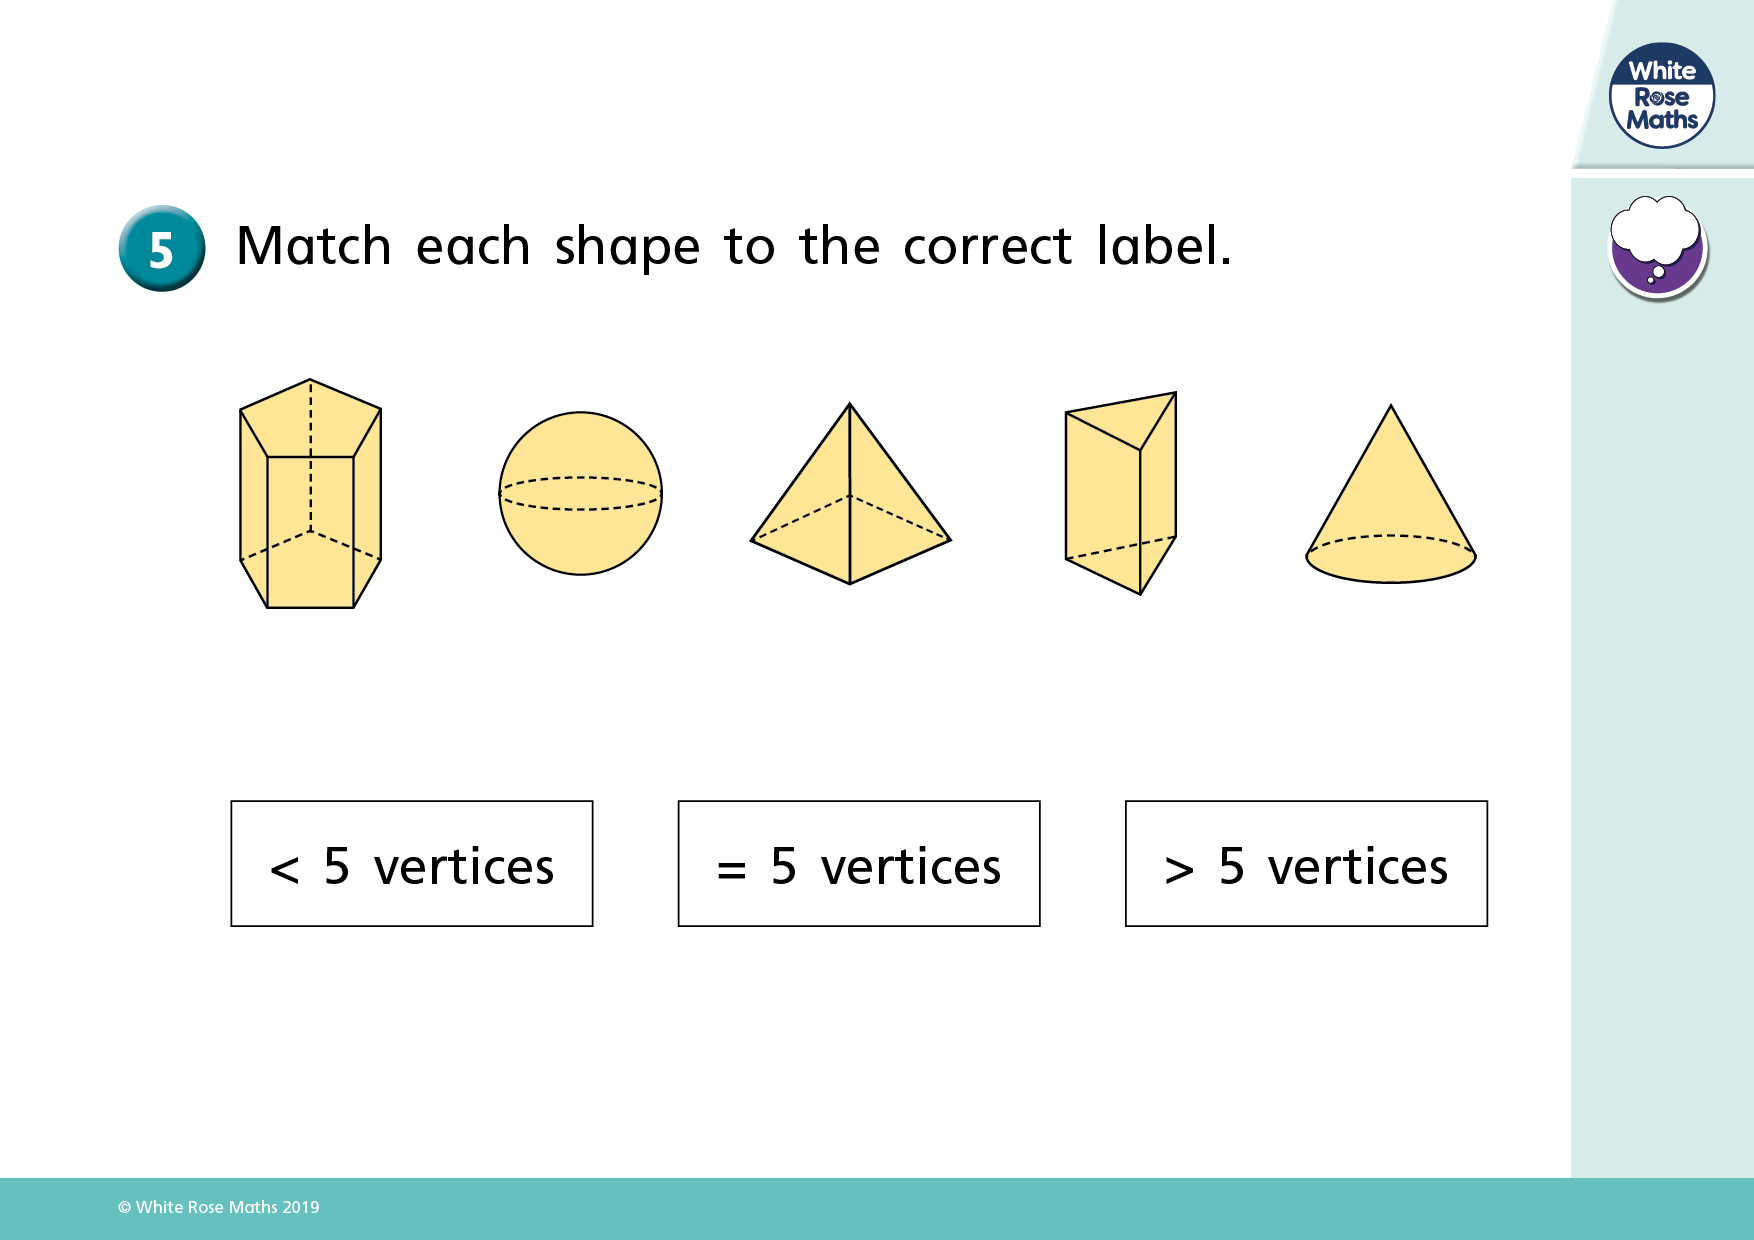 White
Rose
Maths
5 Match each shape to the correct label.
< 5 vertices
= 5 vertices
> 5 vertices
© White Rose Maths 2019